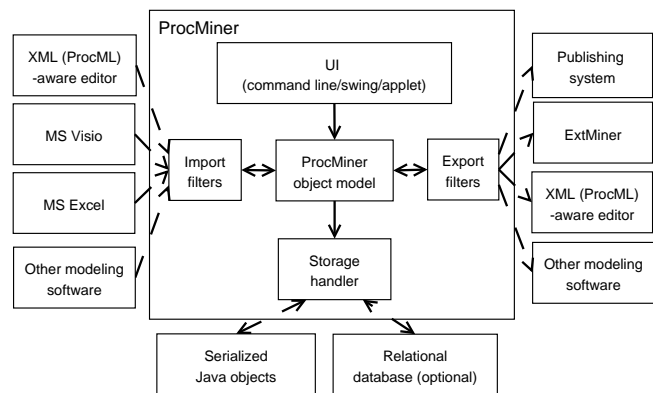 ProcMiner
XML (ProcML)
-aware editor
MS Visio
MS Excel
Other modeling
software
UI
(command line/swing/applet)
Import
filters
ProcMiner
object model
Export
filters
Storage
handler
Publishing
system
ExtMiner
XML (ProcML)
-aware editor
Other modeling
software
Serialized
Java objects
Relational
database (optional)